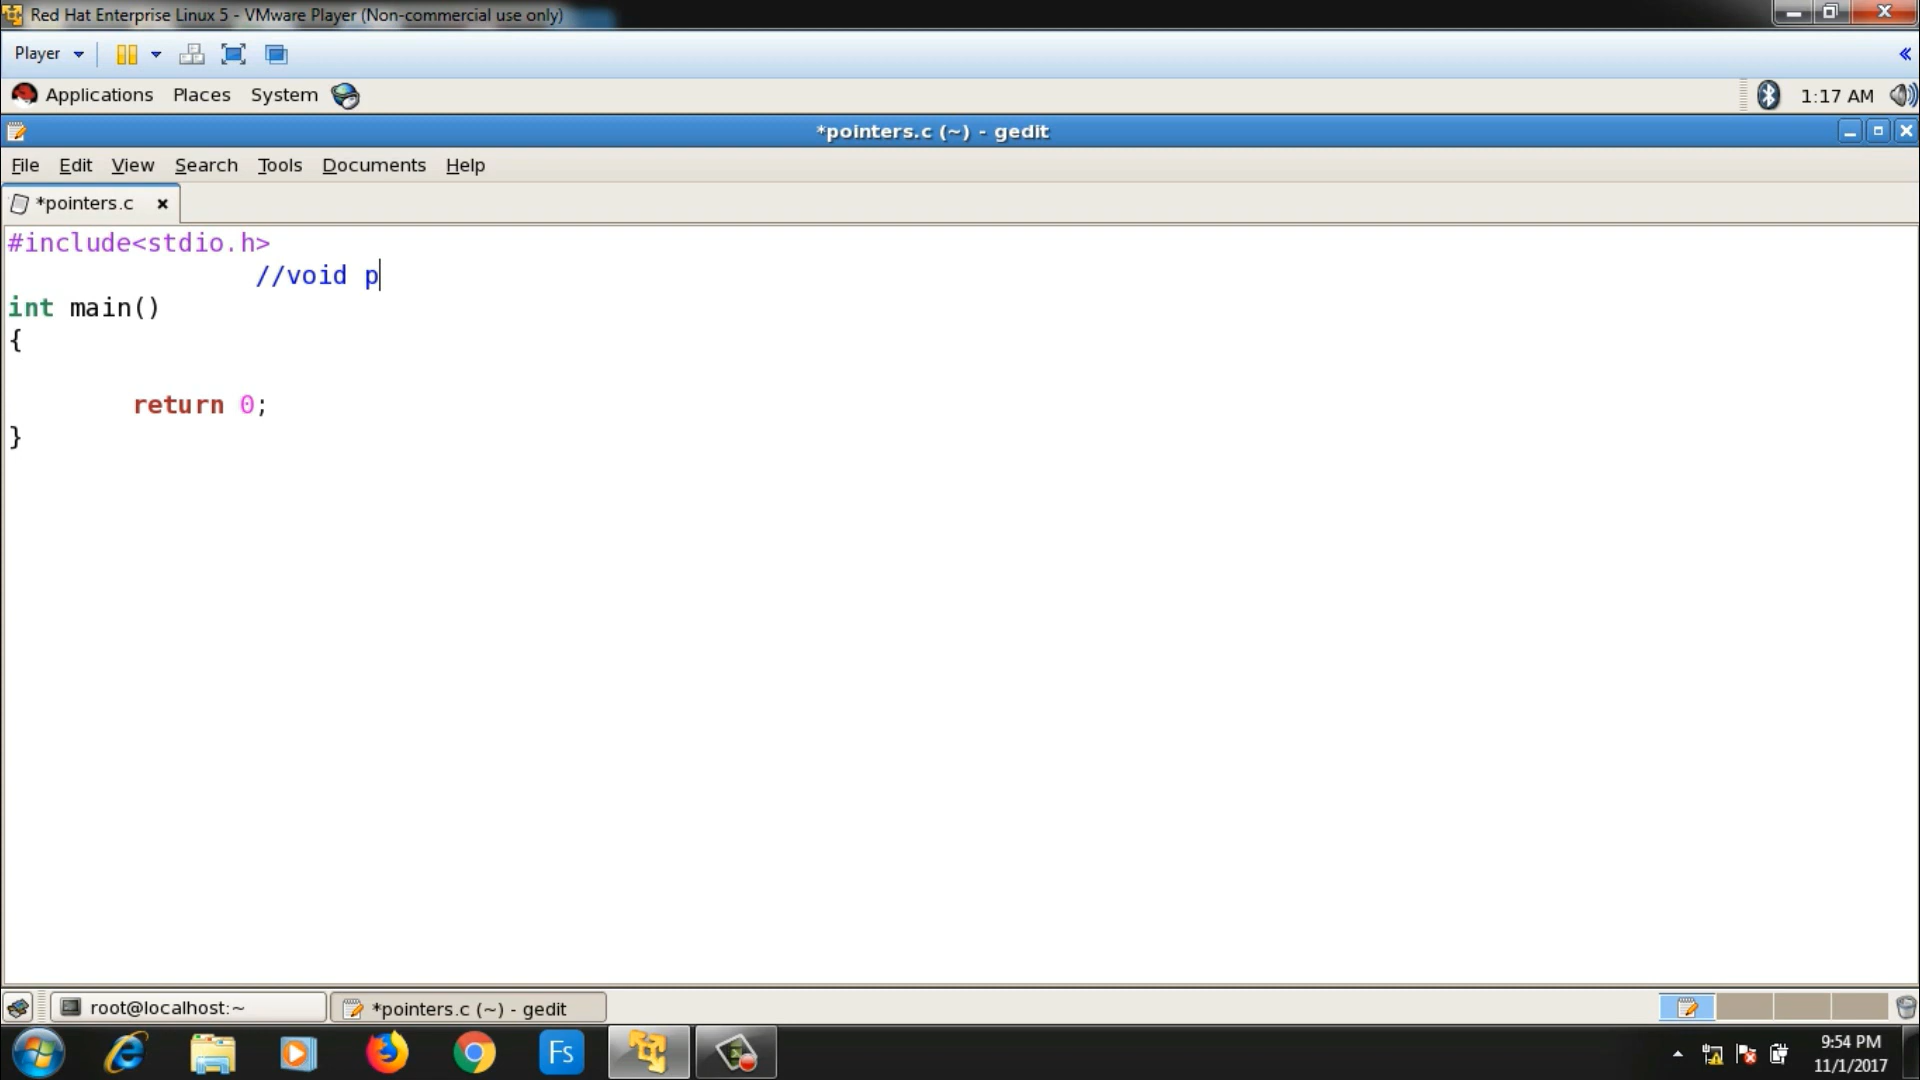 Red Hat Enterprise Linux 5 - VMware Player (Non-commercial use only)
Player
Applications Places System 1:17 AM
*pointers.c (~) - gedit
File Edit View Search Tools Documents Help
*pointers.c x
#include<stdio.h>
//void p
int main()
{
return 0;
}
root@localhost:~ *pointers.c (~) - gedit
Fs
9:54 PM
11/1/2017